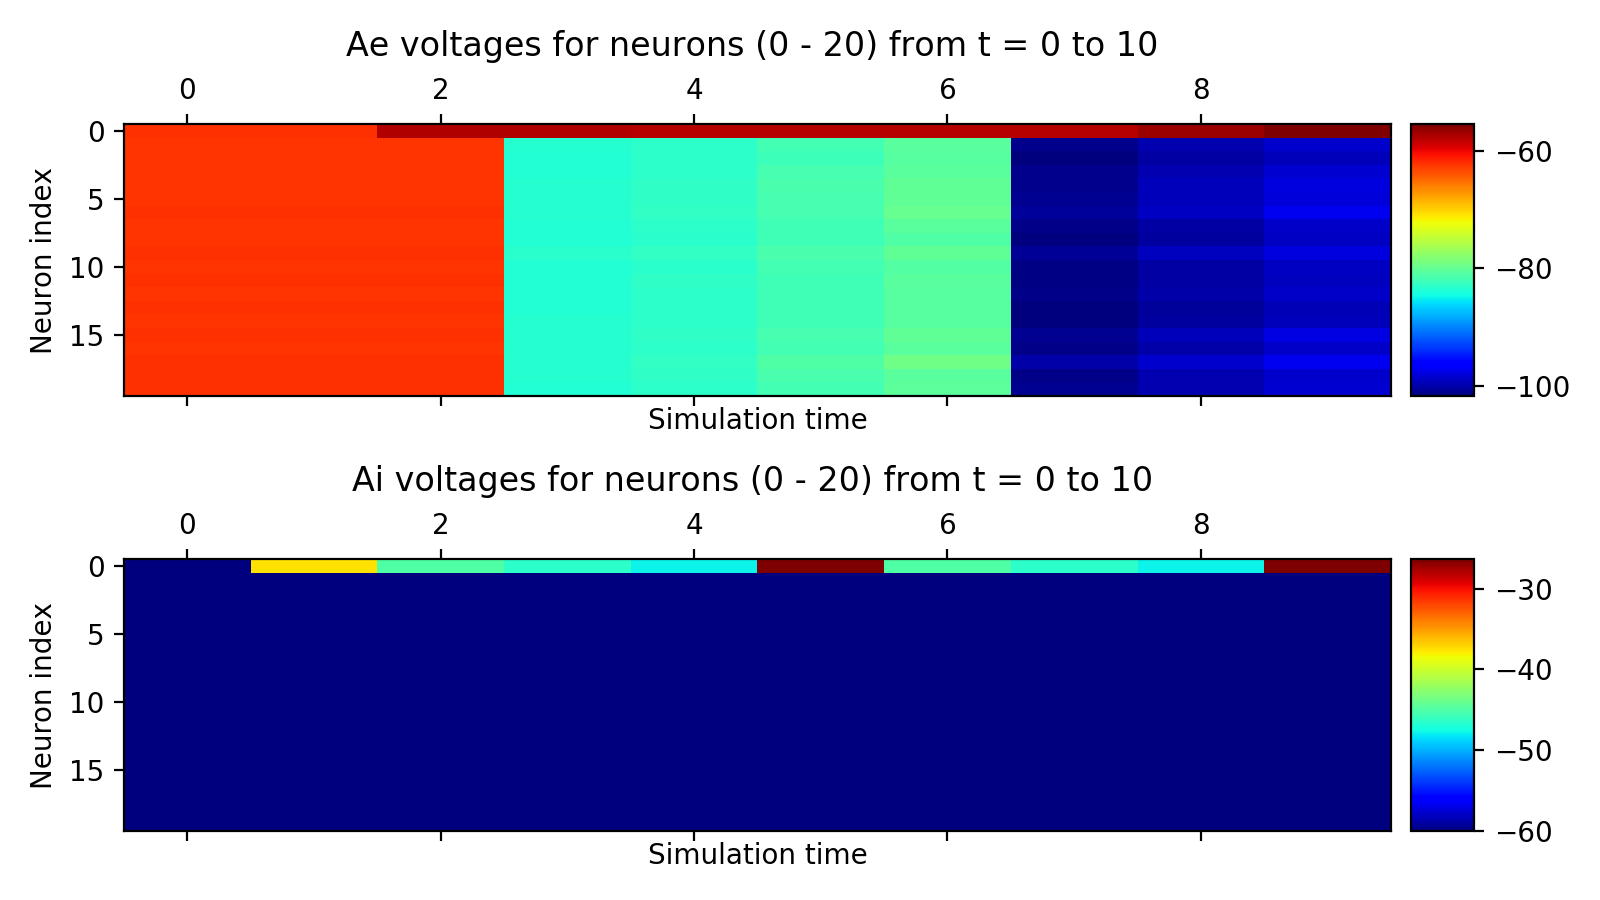 Ae voltages for neurons (0 - 20) from t = 0 to 10
0 2 4 6 8
0
5
10
15
Neuron index
Simulation time
−60
−80
−100
Ai voltages for neurons (0 - 20) from t = 0 to 10
0 2 4 6 8
0
5
10
15
Neuron index
Simulation time
−30
−40
−50
−60